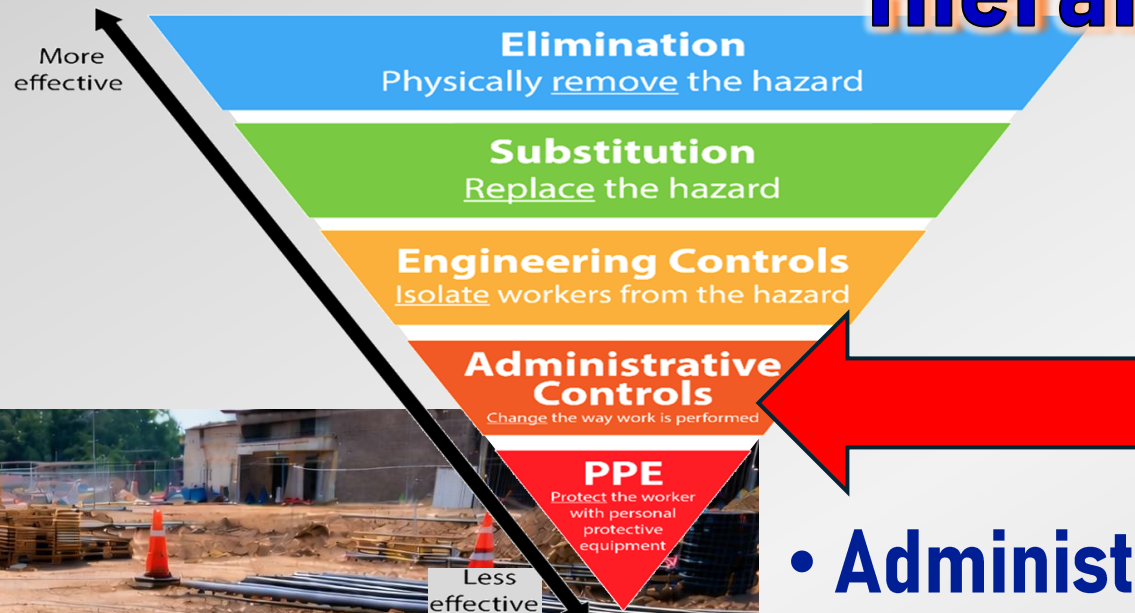 More
effective
Elimination
Physically remove the hazard
Substitution
Replace the hazard
Engineering Controls
Isolate workers from the hazard
Administrative
Controls
Change the way work is performed
PPE
Protect the worker
with personal
protective
equipment
Less
effective
• Administ